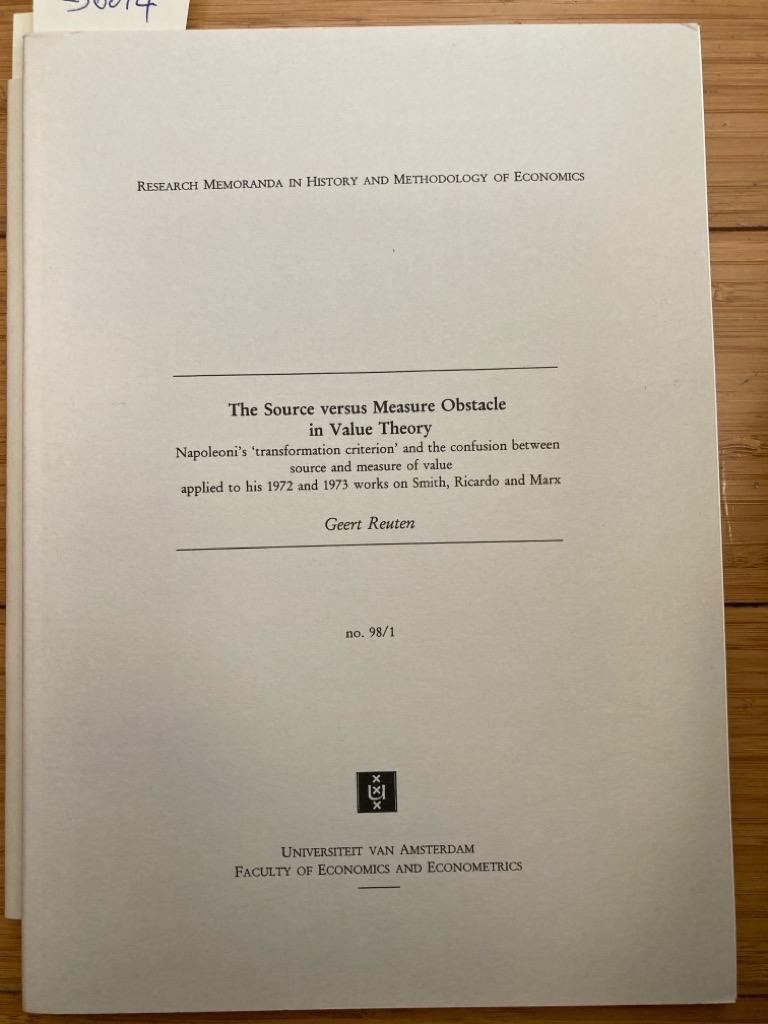 RESEARCH MEMORANDA IN HISTORY AND METHODOLOGY OF ECONOMICS
The Source versus Measure Obstacle
in Value Theory
Napoleoni's 'transformation criterion' and the confusion between
source and measure of value
applied to his 1972 and 1973 works on Smith, Ricardo and Marx
Geert Reuten
no. 98/1
UNIVERSITEIT VAN AMSTERDAM
FACULTY OF ECONOMICS AND ECONOMETRICS